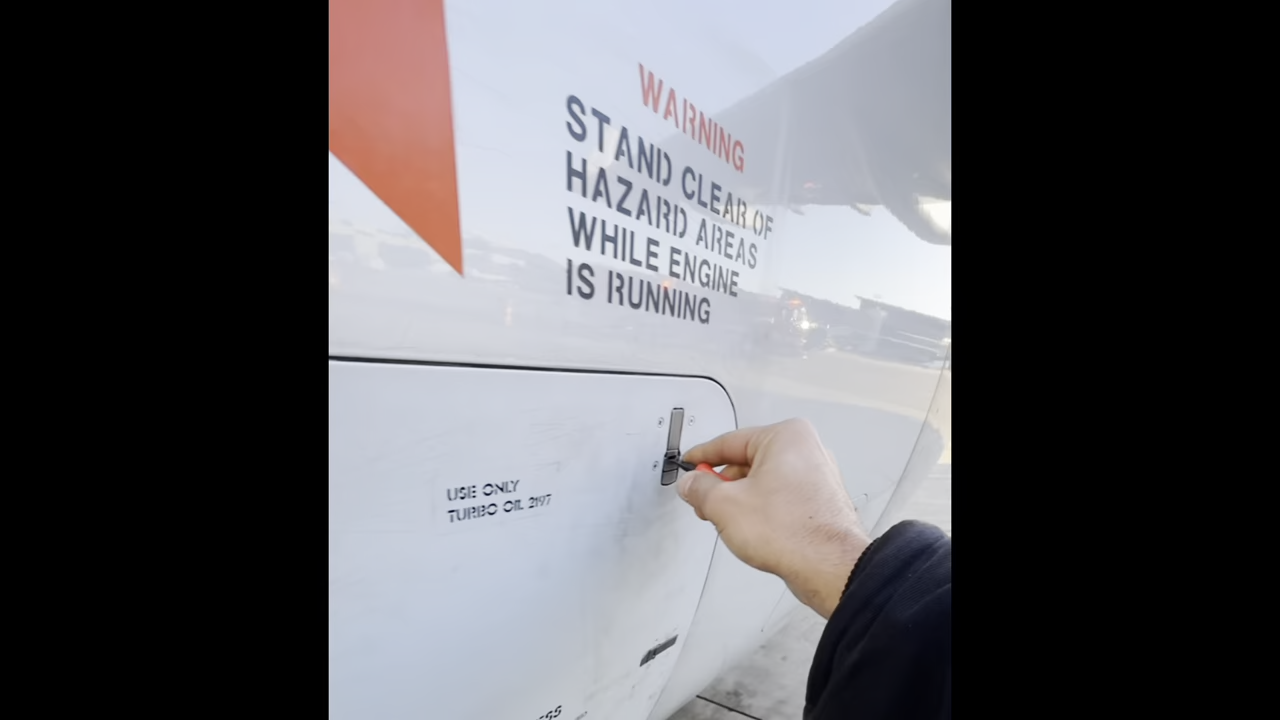 WARNING
STAND CLEAR OF
HAZARD AREAS
WHILE ENGINE
IS RUNNING
USE ONLY
TURBO OIL 2197